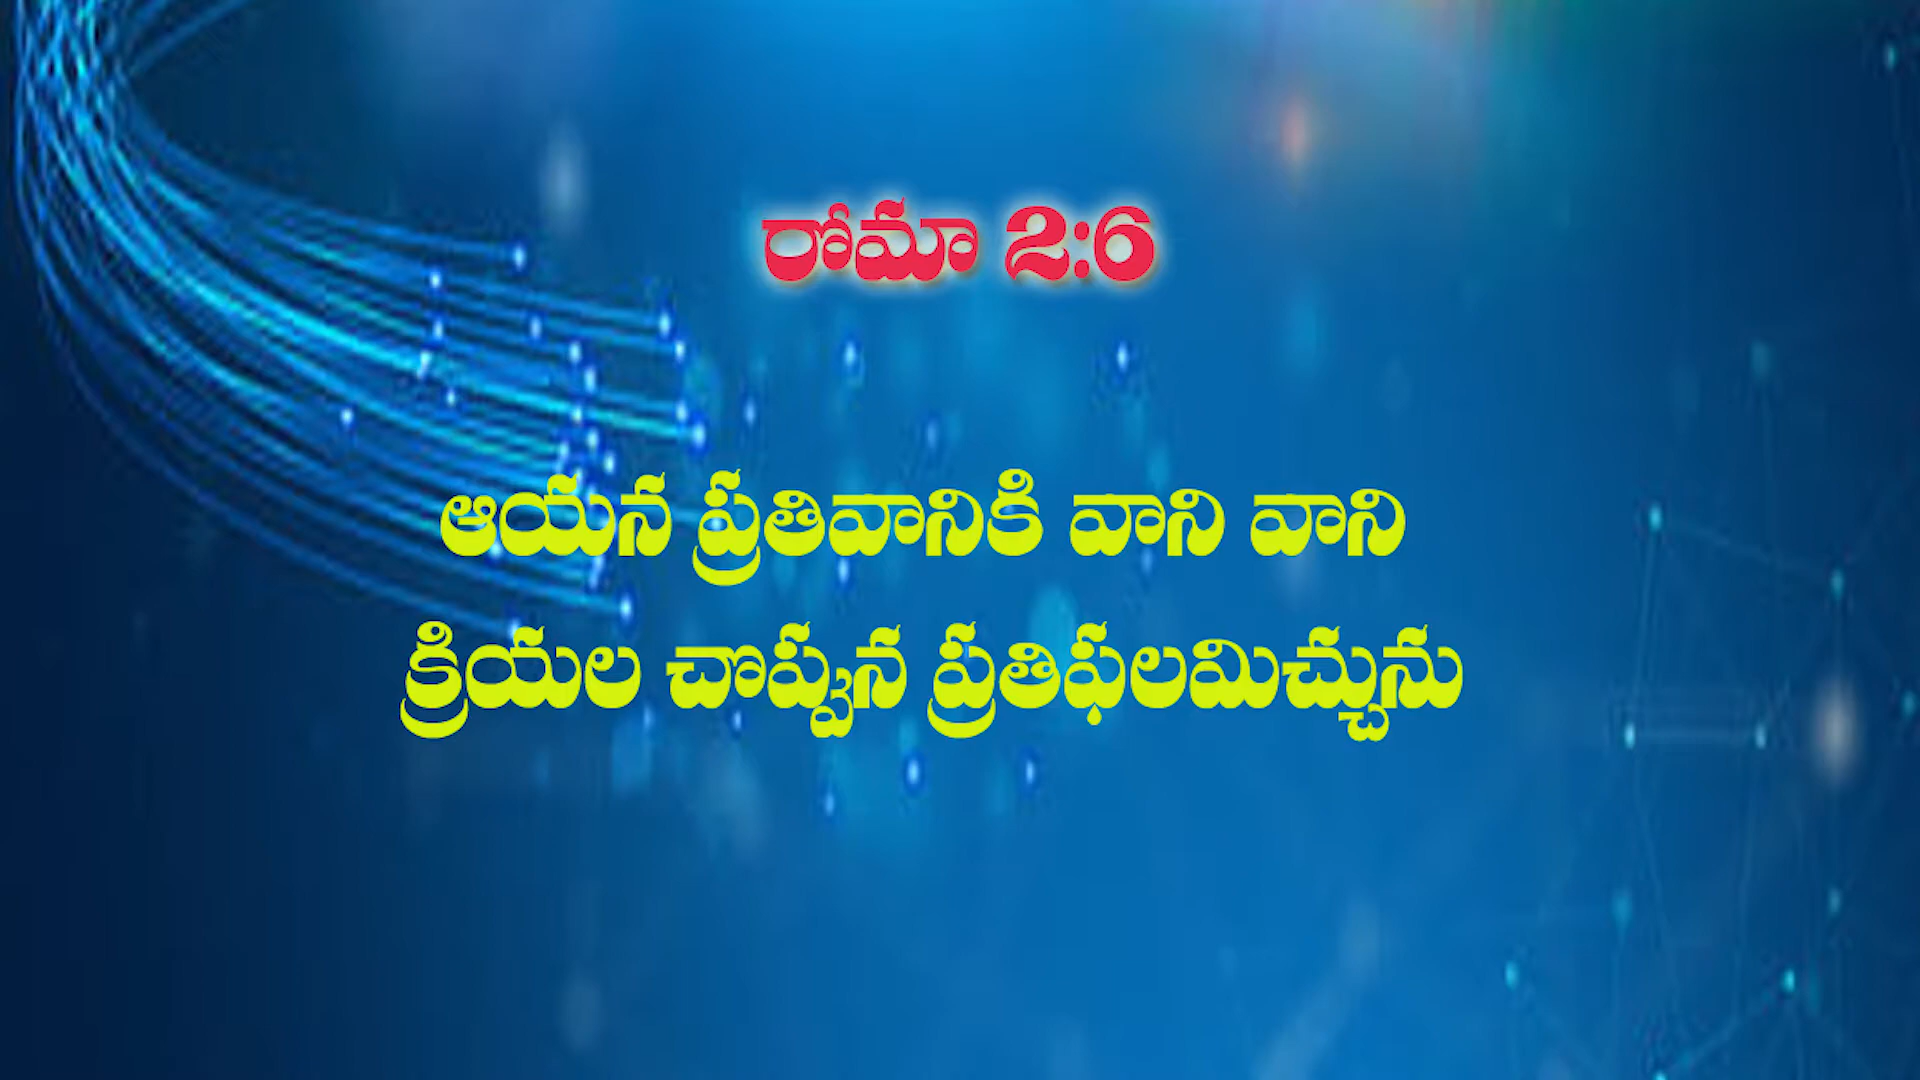 రోమా 2:6
ఆయన ప్రతివానికి వాని వాని
క్రియల చొప్పున ప్రతిఫలమిచ్చును